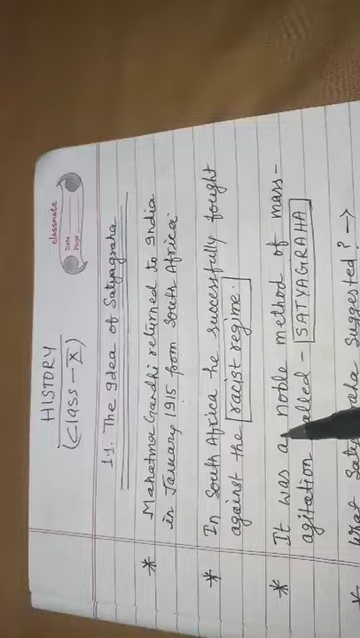 classmate
Date
Page
HISTORY
(Class - X)
1.1. The Idea of Satyagraha
* Mahatma Gandhi returned to India
in January 1915 from South Africa.
* In South Africa he successfully fought
against the racist regime.
* It was a noble method of mass-
agitation called - SATYAGRAHA
* What Suggested? →